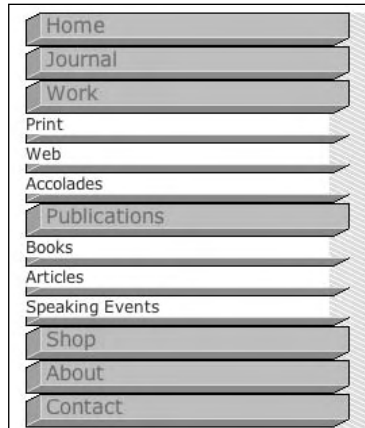 Home
Journal
Work
Print
Web
Accolades
Publications
Books
Articles
Speaking Events
Shop
About
Contact